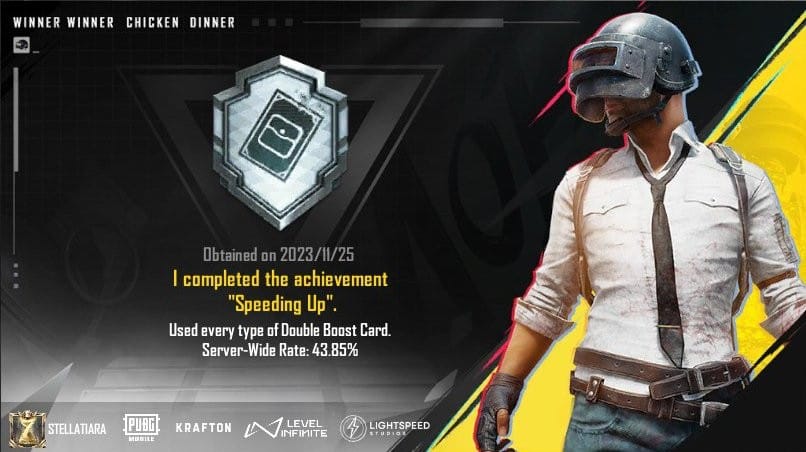 WINNER WINNER CHICKEN DINNER
Obtained on 2023/11/25
I completed the achievement
"Speeding Up".
Used every type of Double Boost Card.
Server-Wide Rate: 43.85%
STELLATIARA
PUBG
MOBILE
KRAFTON
LEVEL
INFINITE
LIGHTSPEED
STUDIOS